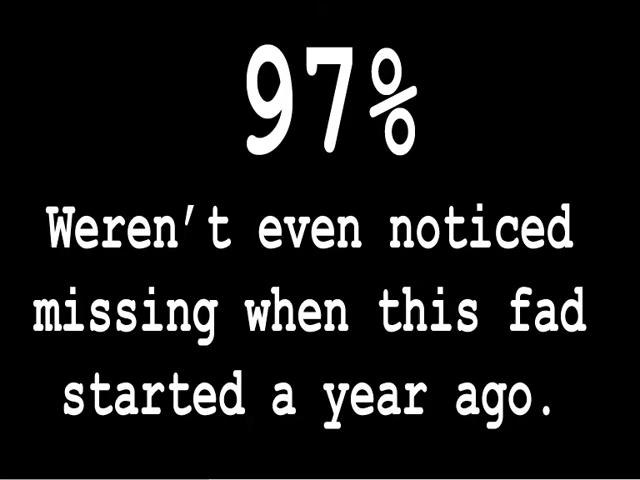 97%
Weren't even noticed
missing when this fad
started a year ago.